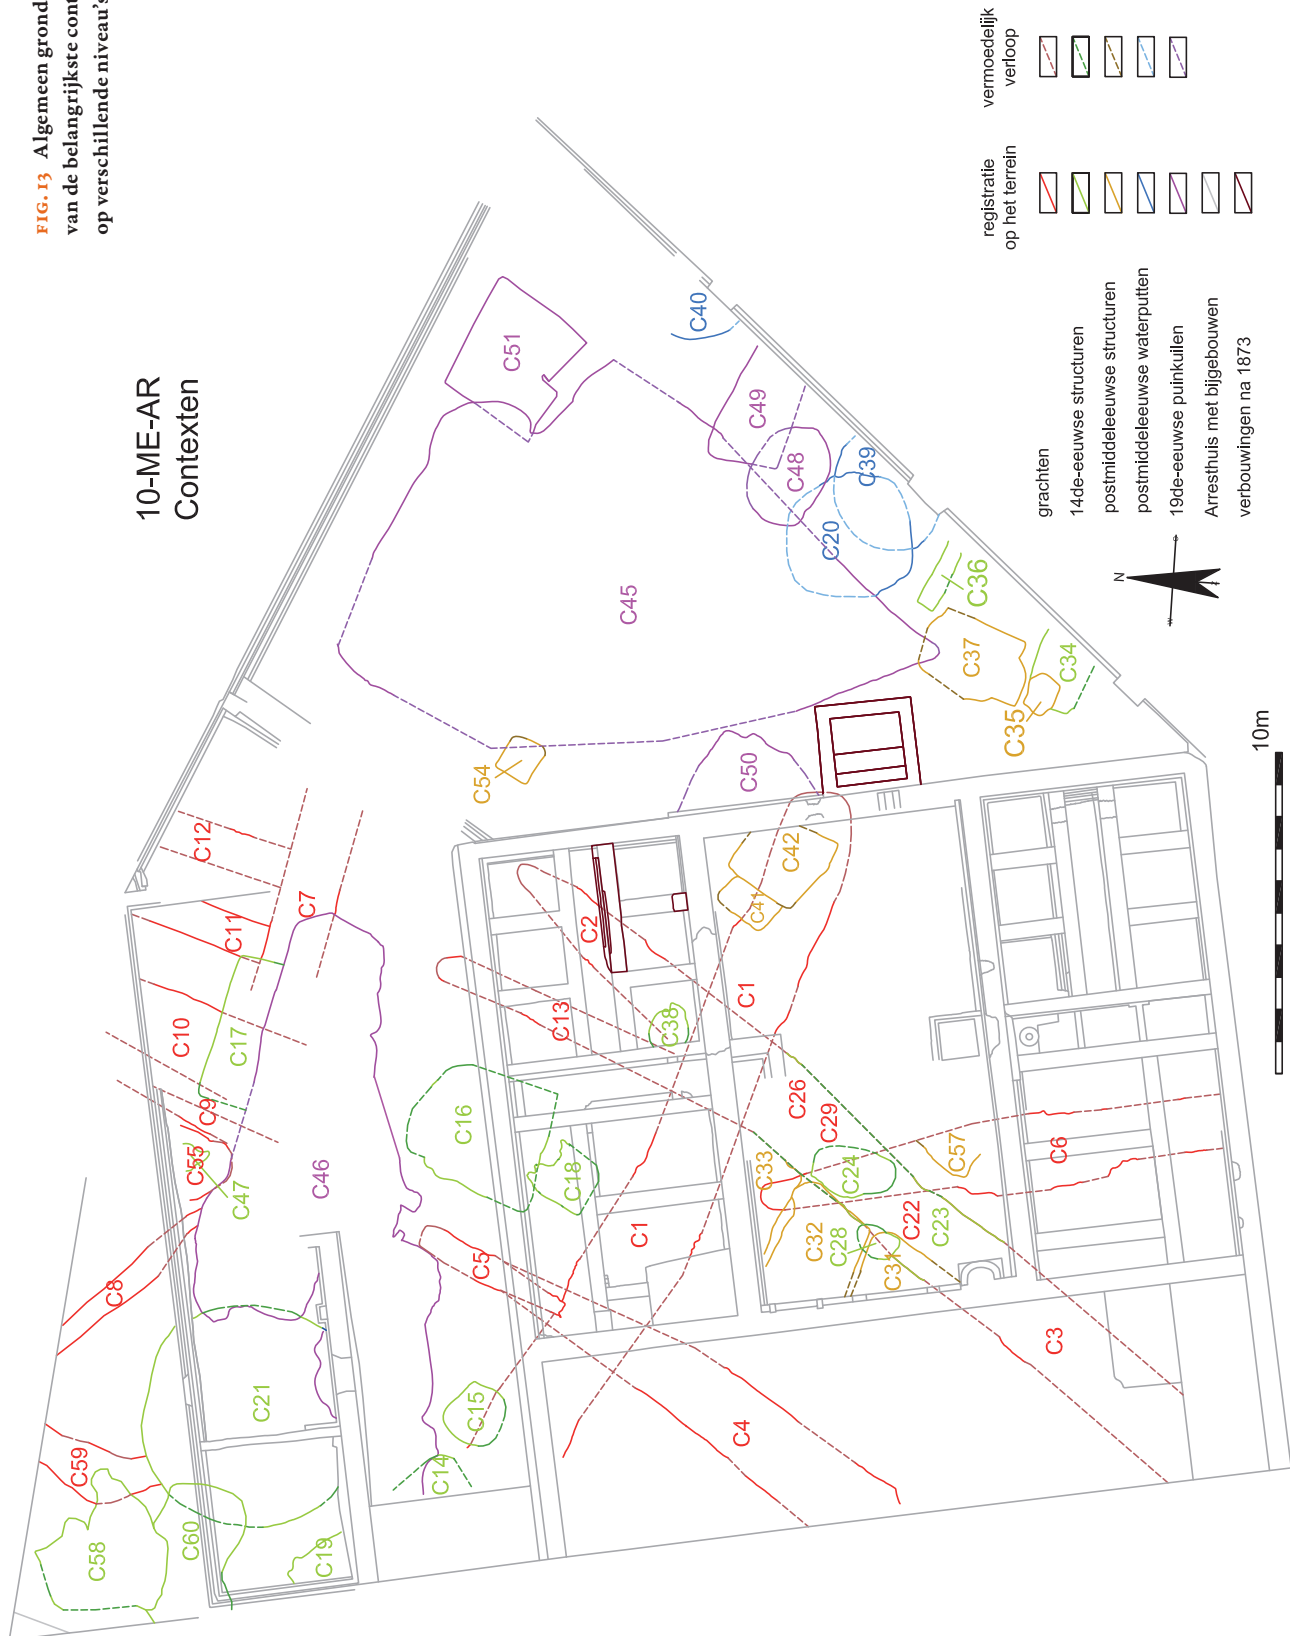 FIG. 13 Algemeen grond
van de belangrijkste cont
op verschillende niveau's
10-ME-AR
Contexten
C51
C40
C49
C48
C39
C20
C45
C36
C37
C34
C35
C54
C50
C12
C7
C11
C2
C42
C41
C10
C17
C13
C38
C1
C9
C16
C26
C29
C55
C47
C46
C18
C33
C24
C57
C6
C8
C5
C1
C32
C28
C31
C22
C23
C3
C21
C15
C14
C4
C59
C58
C60
C19
N
W
O
10m
registratie
op het terrein
vermoedelijk
verloop
grachten
14de-eeuwse structuren
postmiddeleeuwse structuren
postmiddeleeuwse waterputten
19de-eeuwse puinkuilen
Arresthuis met bijgebouwen
verbouwingen na 1873